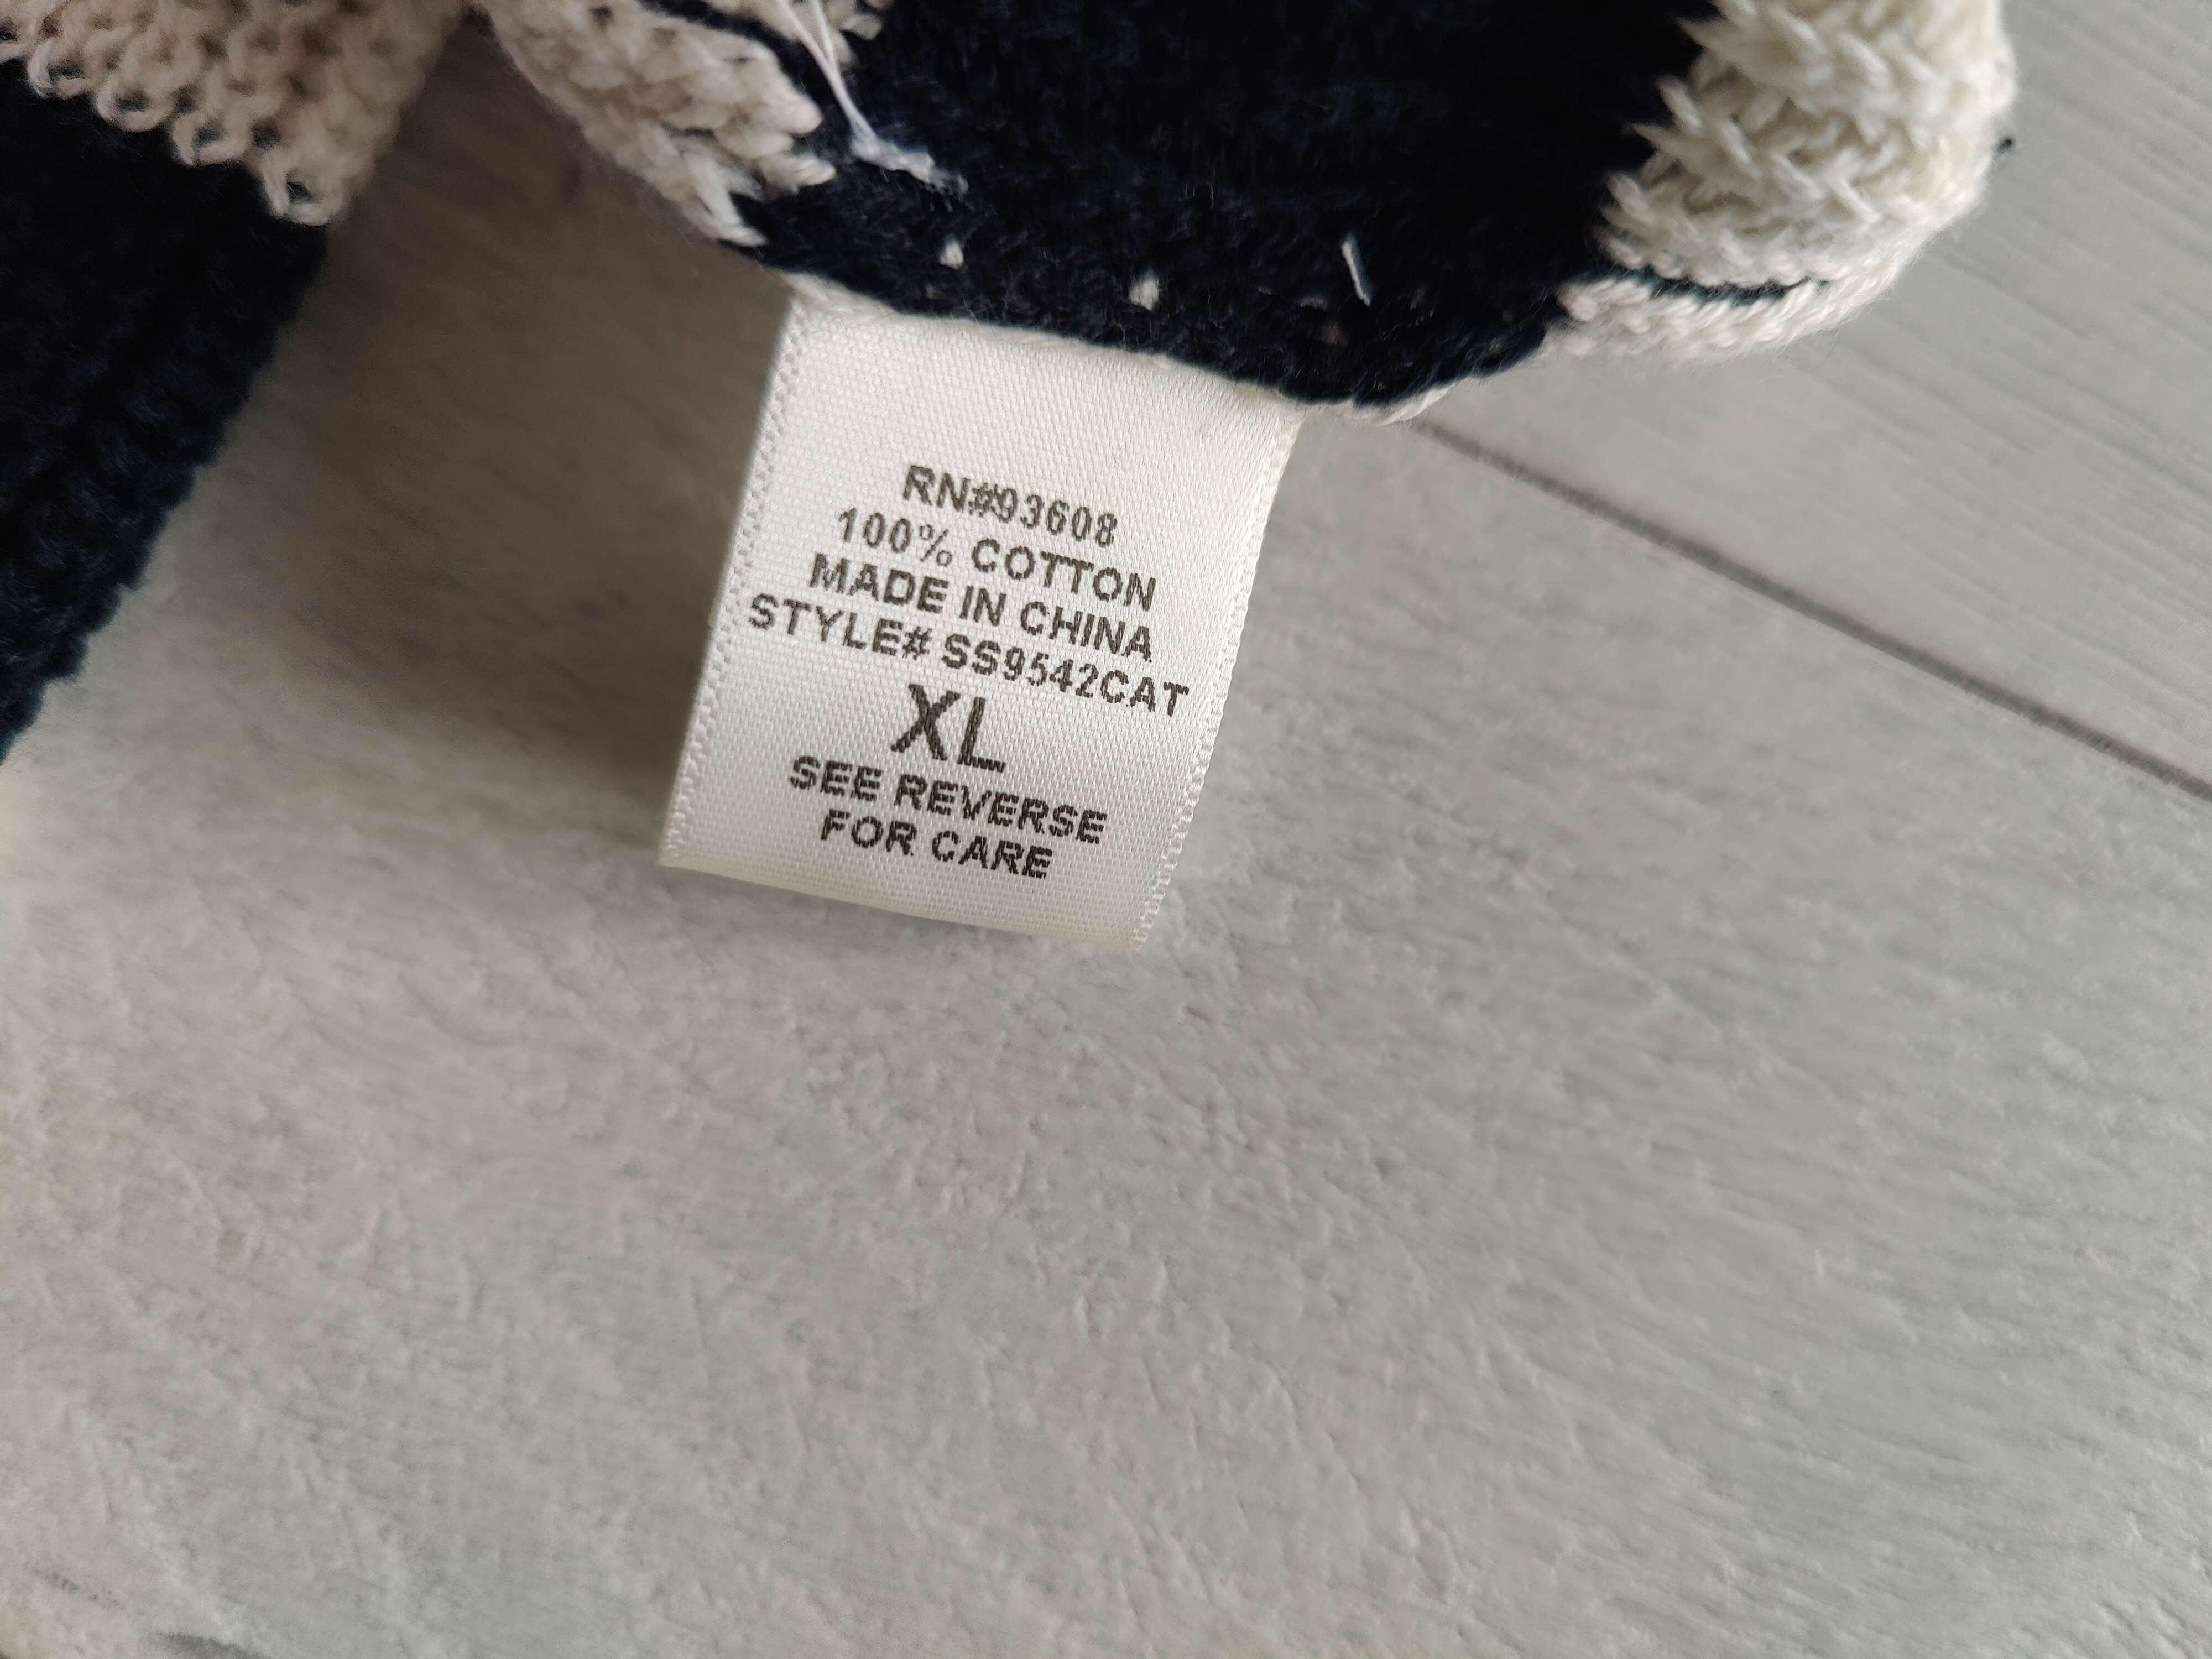 RN#93608
100% COTTON
MADE IN CHINA
STYLE# SS9542CAT
XL
SEE REVERSE
FOR CARE